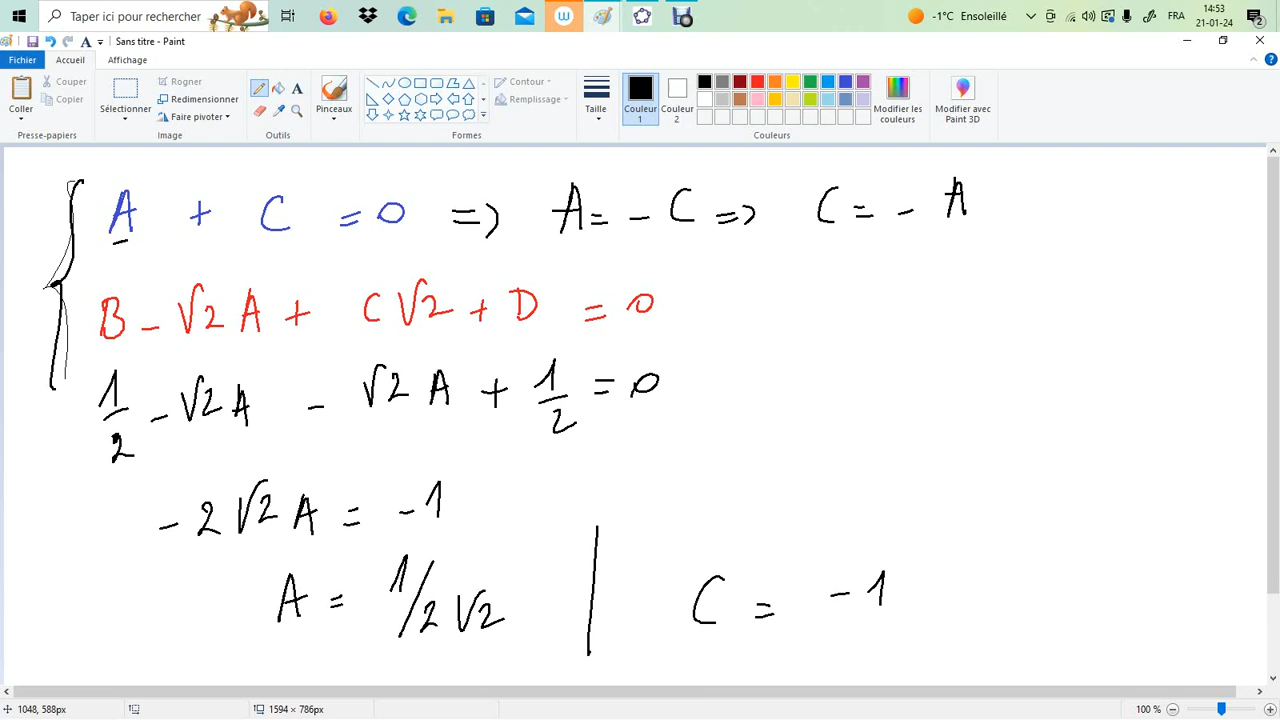 Taper ici pour rechercher
-1°C Ensoleillé
FRA
14:53
21-01-24
2
Sans titre - Paint
Fichier
Accueil
Affichage
Coller
Couper
Copier
Presse-papiers
Sélectionner
Rogner
Redimensionner
Faire pivoter
Image
A
Outils
Pinceaux
Contour
Remplissage
Formes
Taille
Couleur 1
Couleur 2
Modifier les couleurs
Couleurs
Modifier avec Paint 3D
A + C = 0 => A = - C => C = - A
B - √2 A + C√2 + D = 0
1/2 - √2 A - √2 A + 1/2 = 0
- 2 √2 A = - 1
A = 1/2√2 | C = - 1
1048, 588px
1594 × 786px
100 %